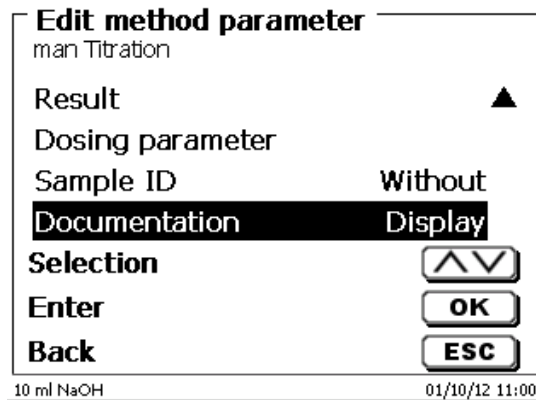 Edit method parameter
man Titration
Result
Dosing parameter
Sample ID Without
Documentation Display
Selection
Enter OK
Back ESC
10 ml NaOH 01/10/12 11:00